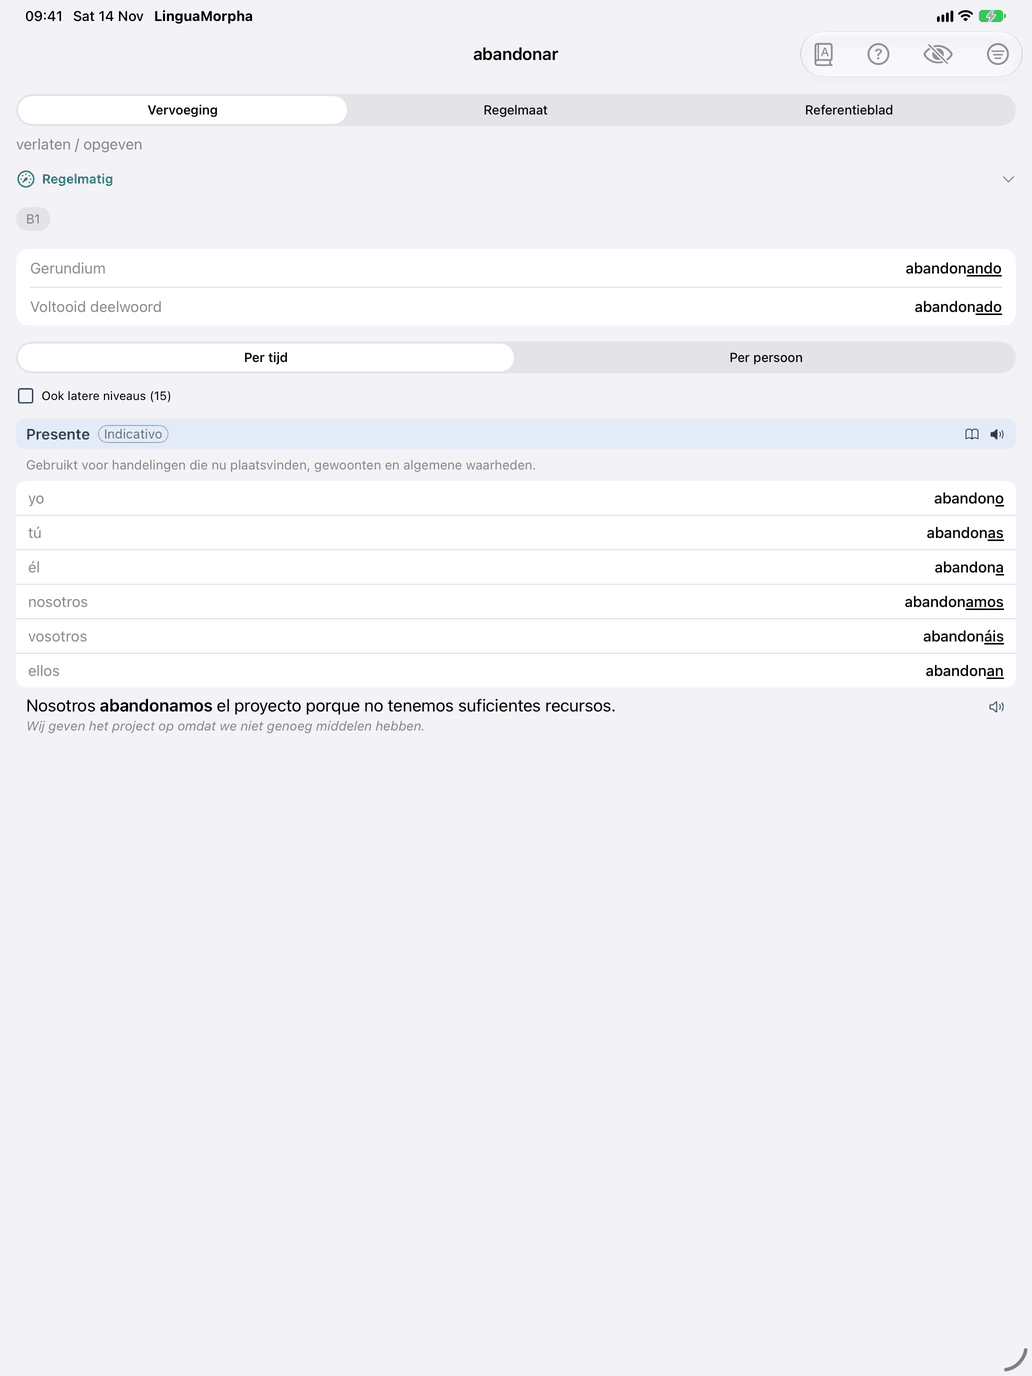 09:41 Sat 14 Nov LinguaMorpha
abandonar
A ?
Vervoeging Regelmaat Referentieblad
verlaten / opgeven
Regelmatig
B1
Gerundium abandonando
Voltooid deelwoord abandonado
Per tijd Per persoon
Ook latere niveaus (15)
Presente Indicativo
Gebruikt voor handelingen die nu plaatsvinden, gewoonten en algemene waarheden.
yo abandono
tú abandonas
él abandona
nosotros abandonamos
vosotros abandonáis
ellos abandonan
Nosotros abandonamos el proyecto porque no tenemos suficientes recursos.
Wij geven het project op omdat we niet genoeg middelen hebben.